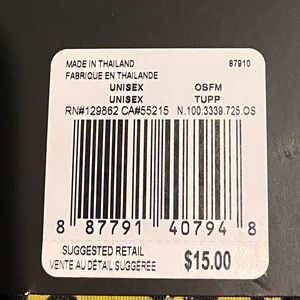 MADE IN THAILAND 87910
FABRIQUE EN THAILANDE
UNISEX OSFM
UNISEX TUPP
RN#129862 CA#55215 N.100.3339.725.OS
8 87791 40794 8
SUGGESTED RETAIL
VENTE AU DÉTAIL SUGGÉRÉE $15.00